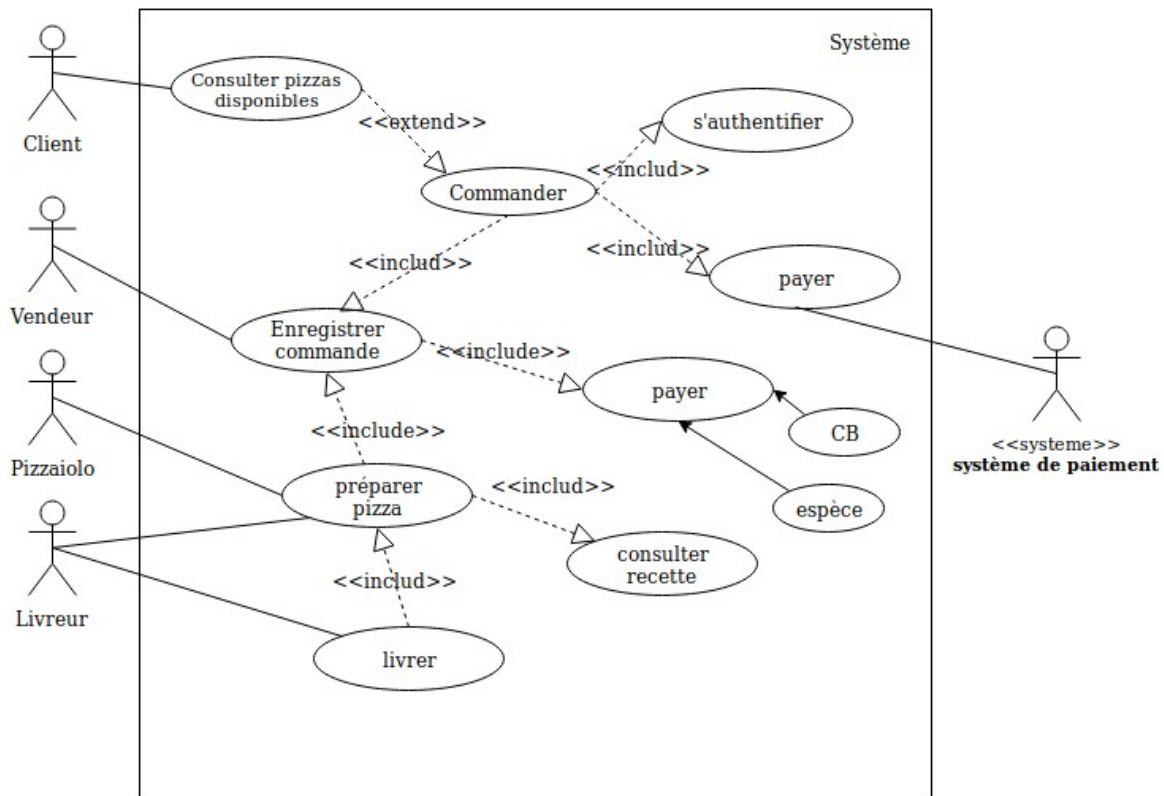 Système
Consulter pizzas
disponibles
Client
<<extend>>
s'authentifier
<<includ>>
Commander
<<includ>>
<<includ>>
payer
Vendeur
Enregistrer
commande
<<include>>
payer
CB
<<systeme>>
système de paiement
<<include>>
Pizzaiolo
préparer
pizza
<<includ>>
espèce
consulter
recette
<<includ>>
Livreur
livrer